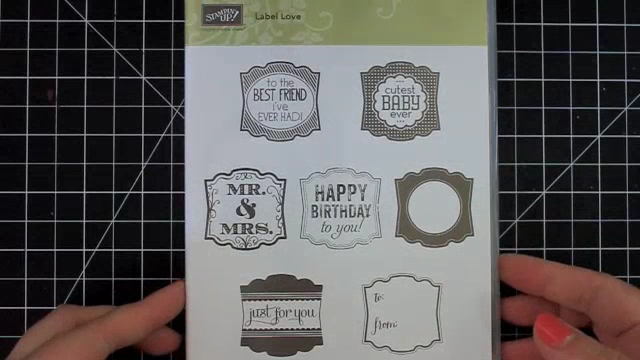 STAMPIN' UP!
Label Love
to the
BEST FRIEND
i've
EVER HAD!
cutest
BABY
ever
MR.
&
MRS.
HAPPY
BIRTHDAY
to you!
just for you
to:
from: